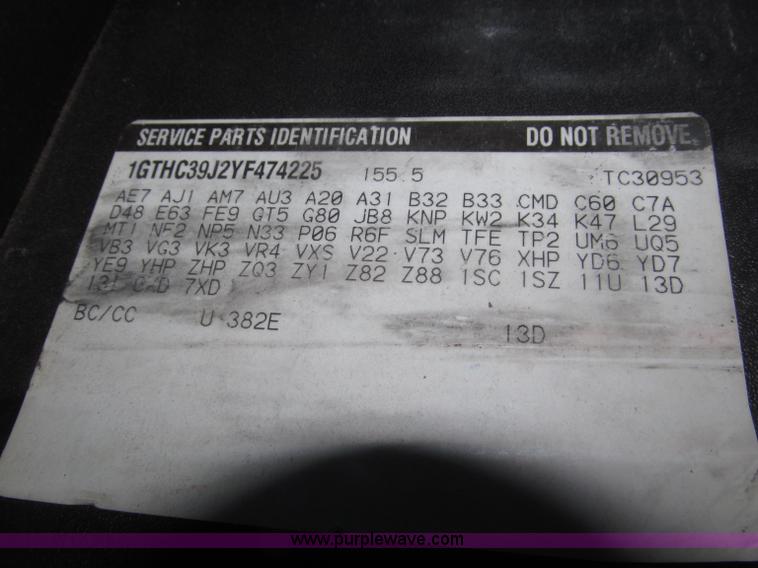 SERVICE PARTS IDENTIFICATION DO NOT REMOVE
1GTHC39J2YF474225 155.5 TC30953
AE7 AJ1 AM7 AU3 A20 A31 B32 B33 CMD C60 C7A
D48 E63 FE9 GT5 G80 JB8 KNP KW2 K34 K47 L29
MT1 NF2 NP5 N33 P06 R6F SLM TFE TP2 UM6 UQ5
VB3 VG3 VK3 VR4 VXS V22 V73 V76 XHP YD6 YD7
YE9 YHP ZHP ZQ3 ZY1 Z82 Z88 1SC 1SZ 11U 13D
13I 7XD
BC/CC U 382E 13D
www.purplewave.com